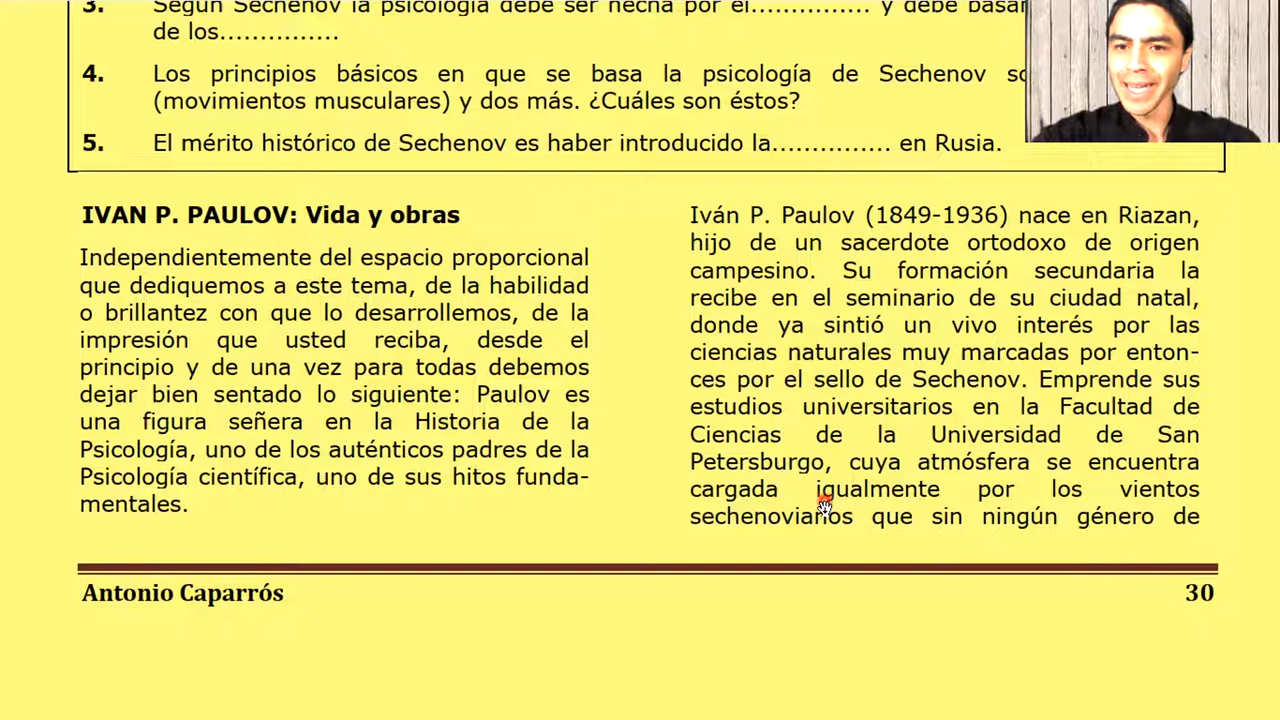 3. Según Sechenov la psicología debe ser hecha por el............... y debe
de los...............
4. Los principios básicos en que se basa la psicología de Sechenov
(movimientos musculares) y dos más. ¿Cuáles son éstos?
5. El mérito histórico de Sechenov es haber introducido la............... en Rusia.
IVAN P. PAULOV: Vida y obras
Independientemente del espacio proporcional
que dediquemos a este tema, de la habilidad
o brillantez con que lo desarrollemos, de la
impresión que usted reciba, desde el
principio y de una vez para todas debemos
dejar bien sentado lo siguiente: Paulov es
una figura señera en la Historia de la
Psicología, uno de los auténticos padres de la
Psicología científica, uno de sus hitos funda-
mentales.
Iván P. Paulov (1849-1936) nace en Riazan,
hijo de un sacerdote ortodoxo de origen
campesino. Su formación secundaria la
recibe en el seminario de su ciudad natal,
donde ya sintió un vivo interés por las
ciencias naturales muy marcadas por enton-
ces por el sello de Sechenov. Emprende sus
estudios universitarios en la Facultad de
Ciencias de la Universidad de San
Petersburgo, cuya atmósfera se encuentra
cargada igualmente por los vientos
sechenovianos que sin ningún género de
Antonio Caparrós 30